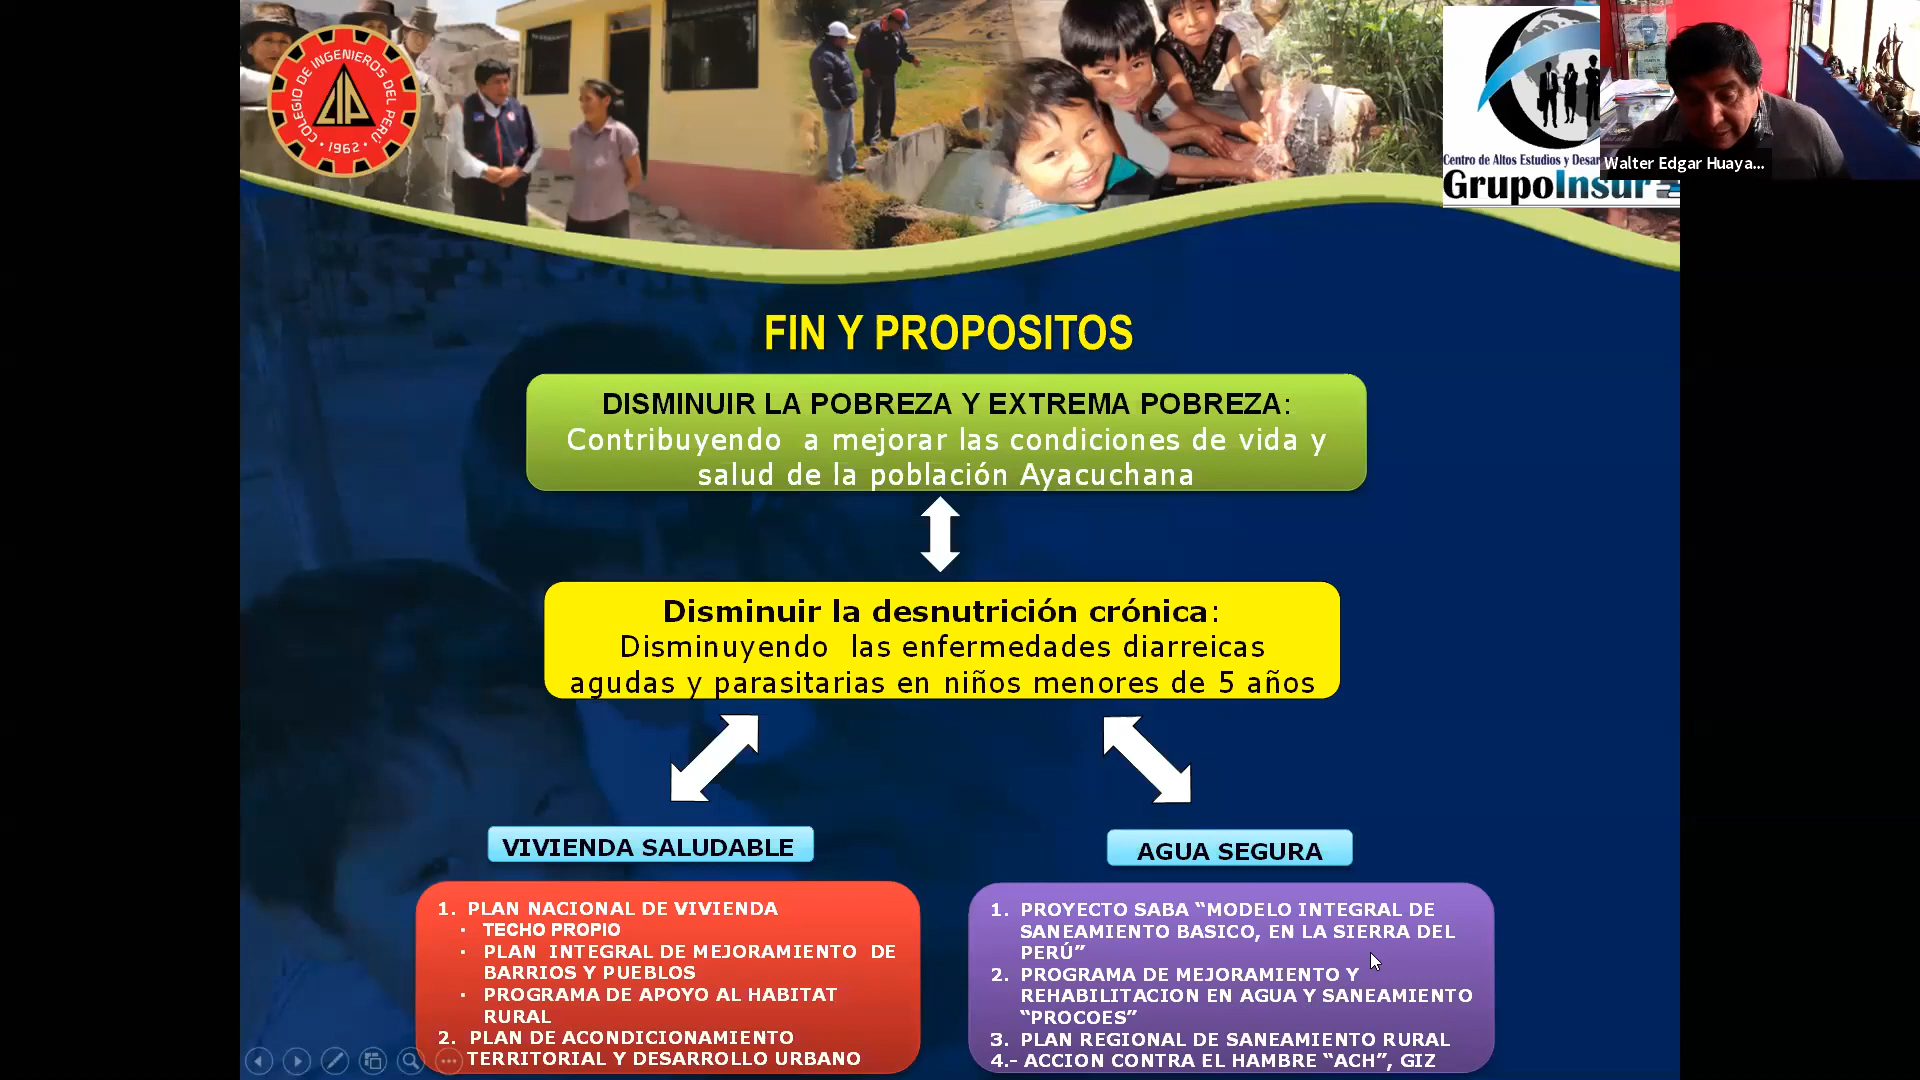 COLEGIO DE INGENIEROS DEL PERÚ
CIP
• 1962 •
Centro de Altos Estudios y Desar
GrupoInsur
Walter Edgar Huaya...
FIN Y PROPOSITOS
DISMINUIR LA POBREZA Y EXTREMA POBREZA:
Contribuyendo a mejorar las condiciones de vida y
salud de la población Ayacuchana
Disminuir la desnutrición crónica:
Disminuyendo las enfermedades diarreicas
agudas y parasitarias en niños menores de 5 años
VIVIENDA SALUDABLE
1. PLAN NACIONAL DE VIVIENDA
• TECHO PROPIO
• PLAN INTEGRAL DE MEJORAMIENTO DE
BARRIOS Y PUEBLOS
• PROGRAMA DE APOYO AL HABITAT
RURAL
2. PLAN DE ACONDICIONAMIENTO
TERRITORIAL Y DESARROLLO URBANO
AGUA SEGURA
1. PROYECTO SABA “MODELO INTEGRAL DE
SANEAMIENTO BASICO, EN LA SIERRA DEL
PERÚ”
2. PROGRAMA DE MEJORAMIENTO Y
REHABILITACION EN AGUA Y SANEAMIENTO
“PROCOES”
3. PLAN REGIONAL DE SANEAMIENTO RURAL
4.- ACCION CONTRA EL HAMBRE “ACH”, GIZ